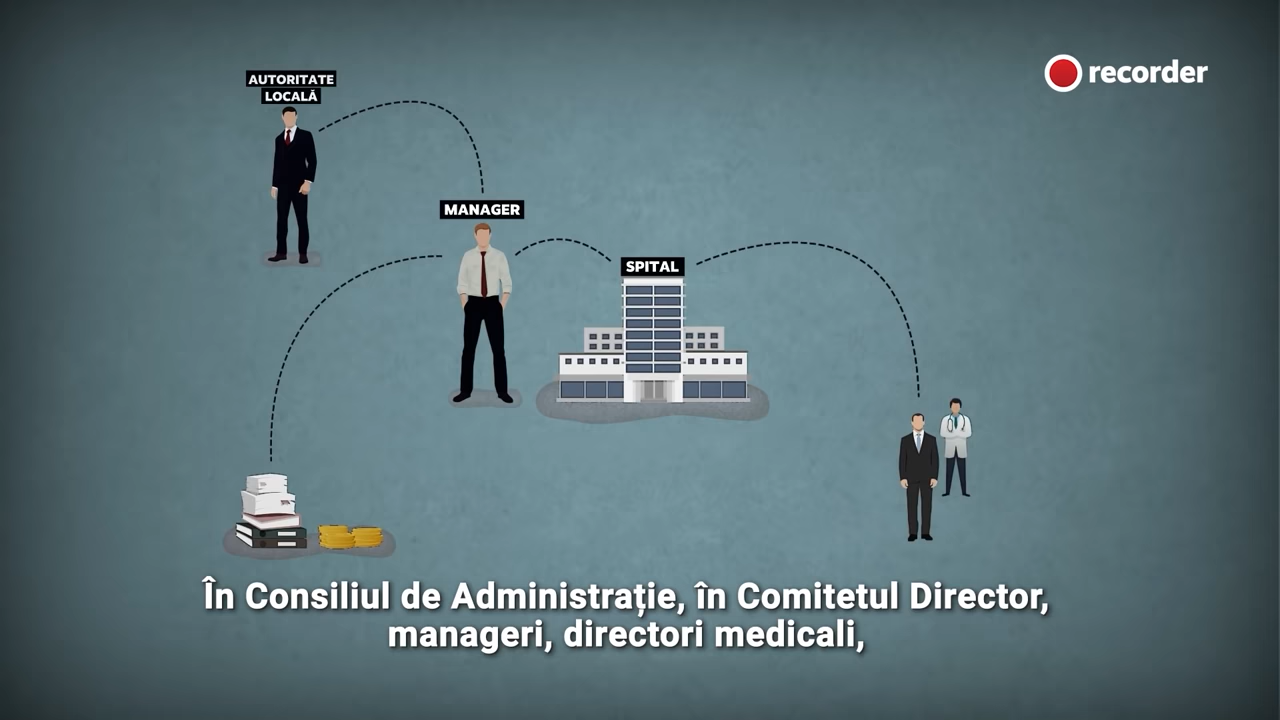 AUTORITATE
LOCALĂ
recorder
MANAGER
SPITAL
În Consiliul de Administrație, în Comitetul Director,
manageri, directori medicali,